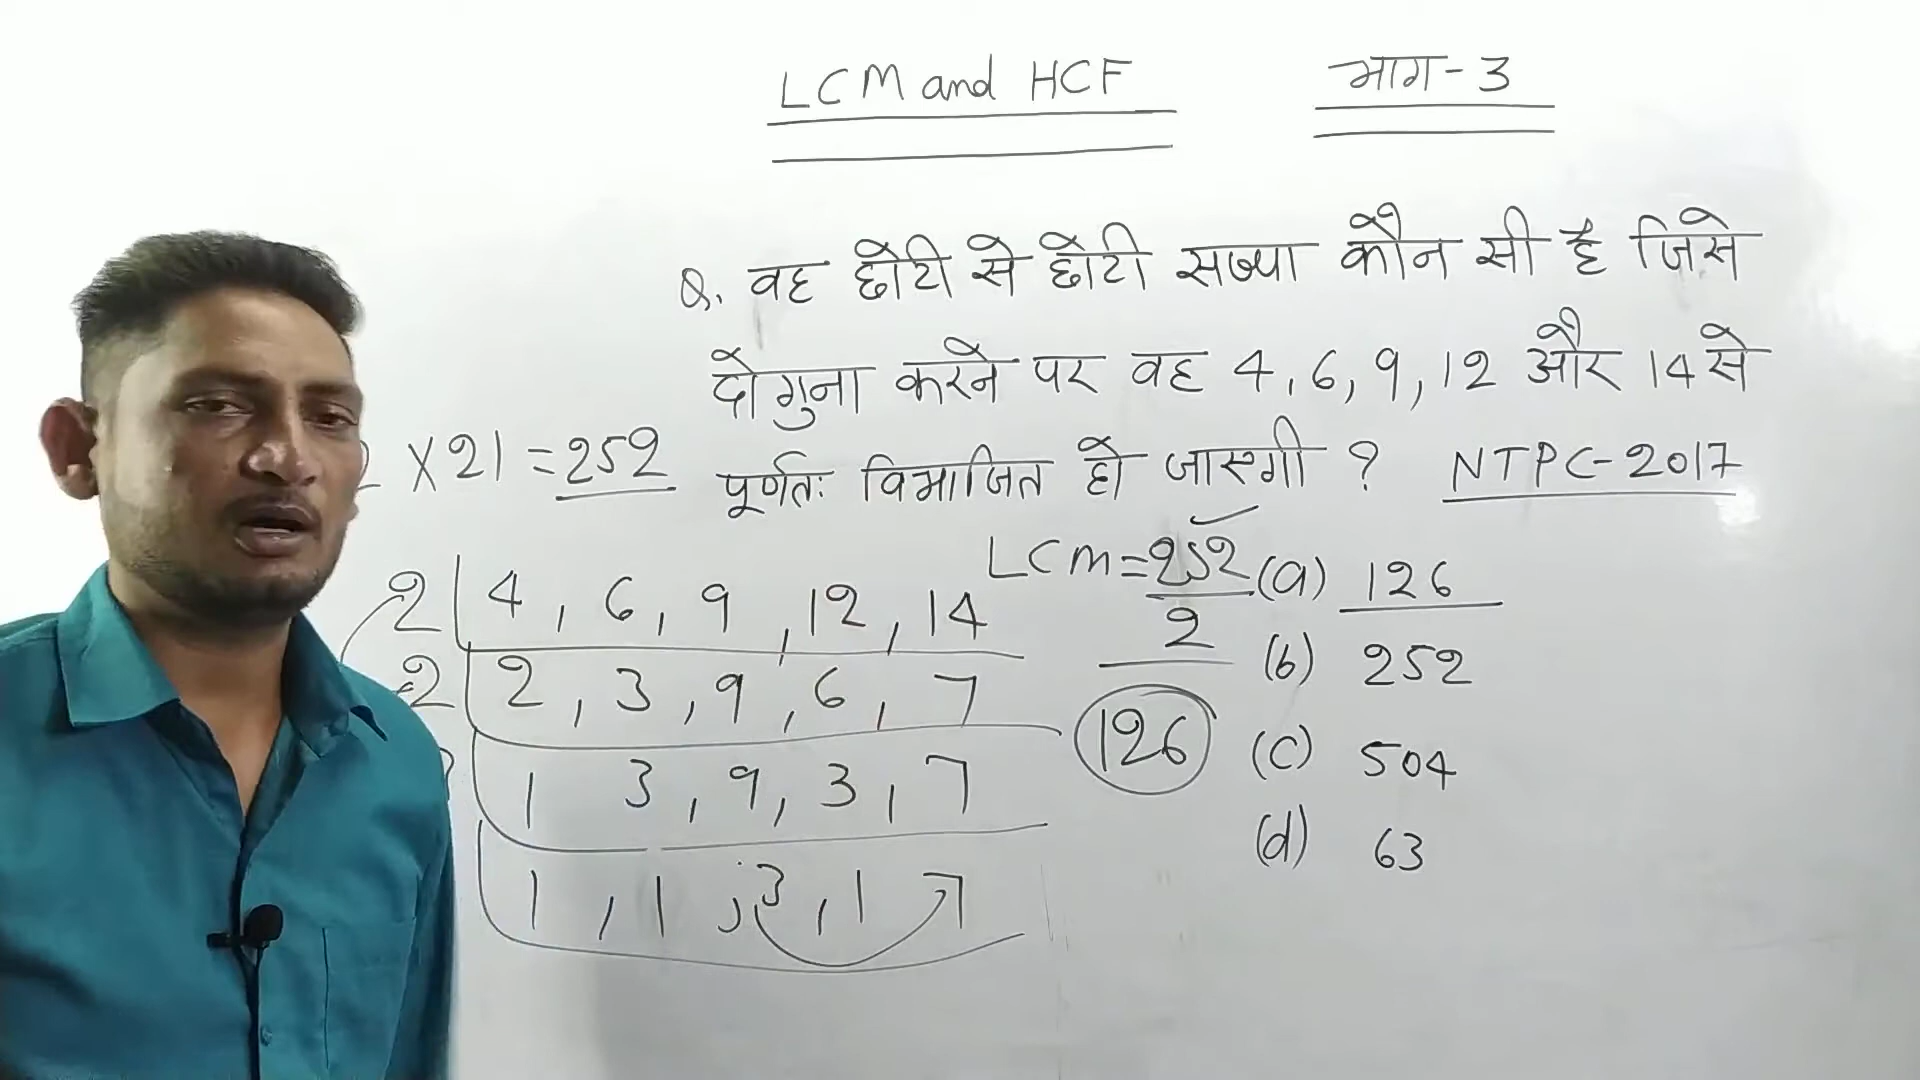 LCM and HCF
भाग-3
Q. वह छोटी से छोटी संख्या कौन सी है जिसे
दोगुना करने पर वह 4, 6, 9, 12 और 14 से
पूर्णतः विभाजित हो जाएगी ? NTPC-2017
2 X 21 = 252
LCM = 252
2
126
(a) 126
(b) 252
(c) 504
(d) 63
2 4, 6, 9, 12, 14
2 2, 3, 9, 6, 7
1 3, 9, 3, 7
1, 1, 3, 1 7